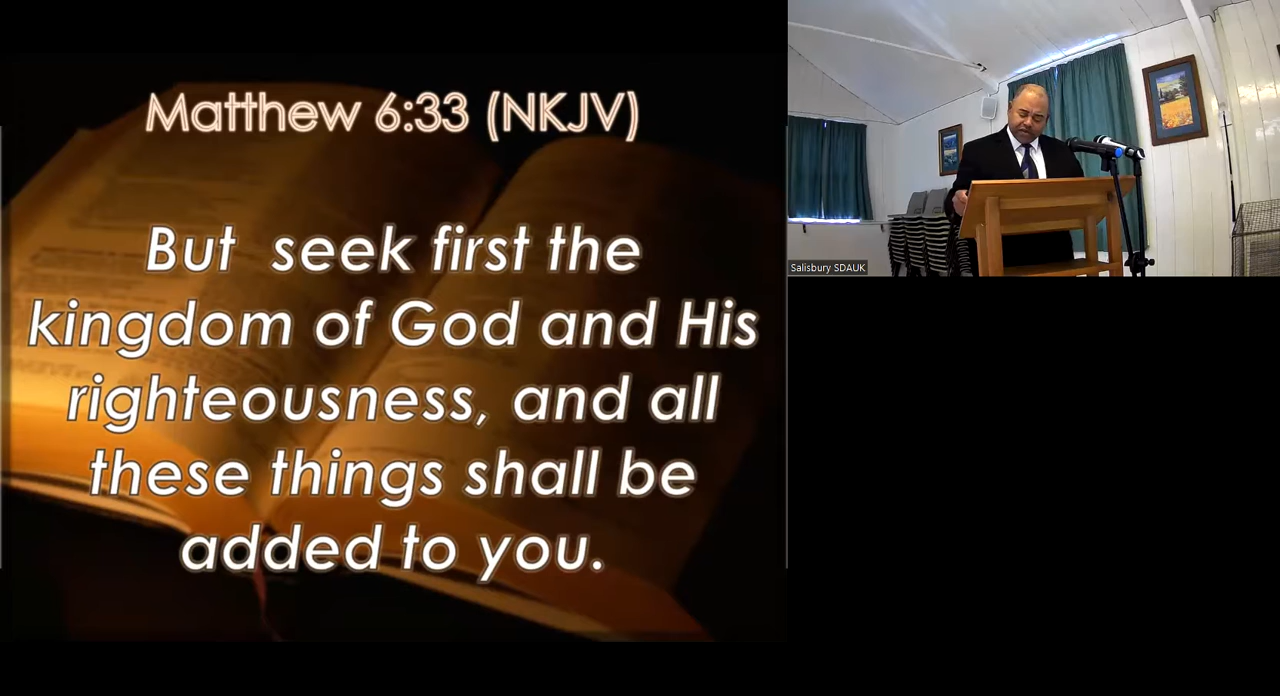 Matthew 6:33 (NKJV)
But seek first the
kingdom of God and His
righteousness, and all
these things shall be
added to you.
Salisbury SDAUK